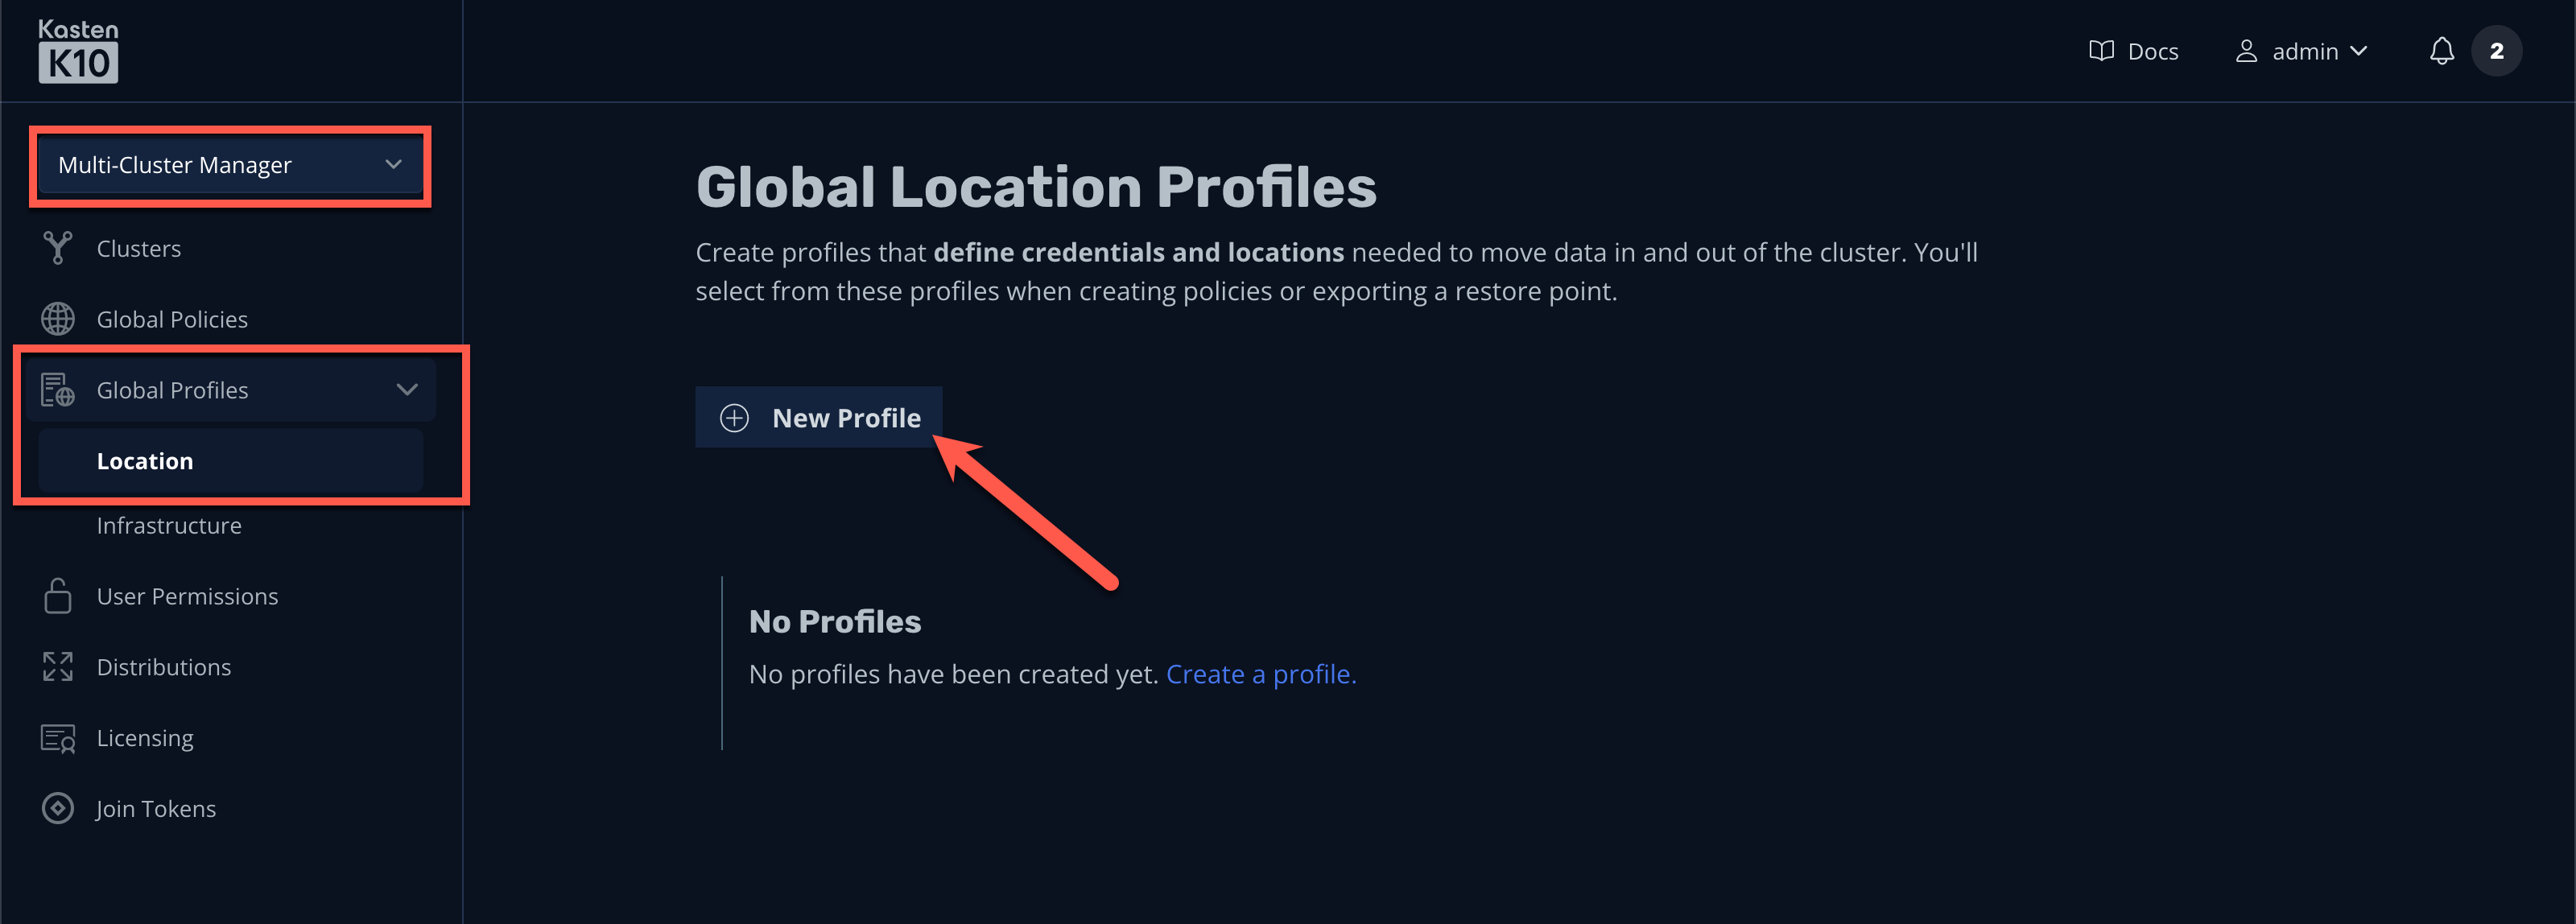 Kasten
K10
Docs
admin
2
Multi-Cluster Manager
Clusters
Global Policies
Global Profiles
Location
Infrastructure
User Permissions
Distributions
Licensing
Join Tokens
Global Location Profiles
Create profiles that define credentials and locations needed to move data in and out of the cluster. You'll
select from these profiles when creating policies or exporting a restore point.
New Profile
No Profiles
No profiles have been created yet. Create a profile.